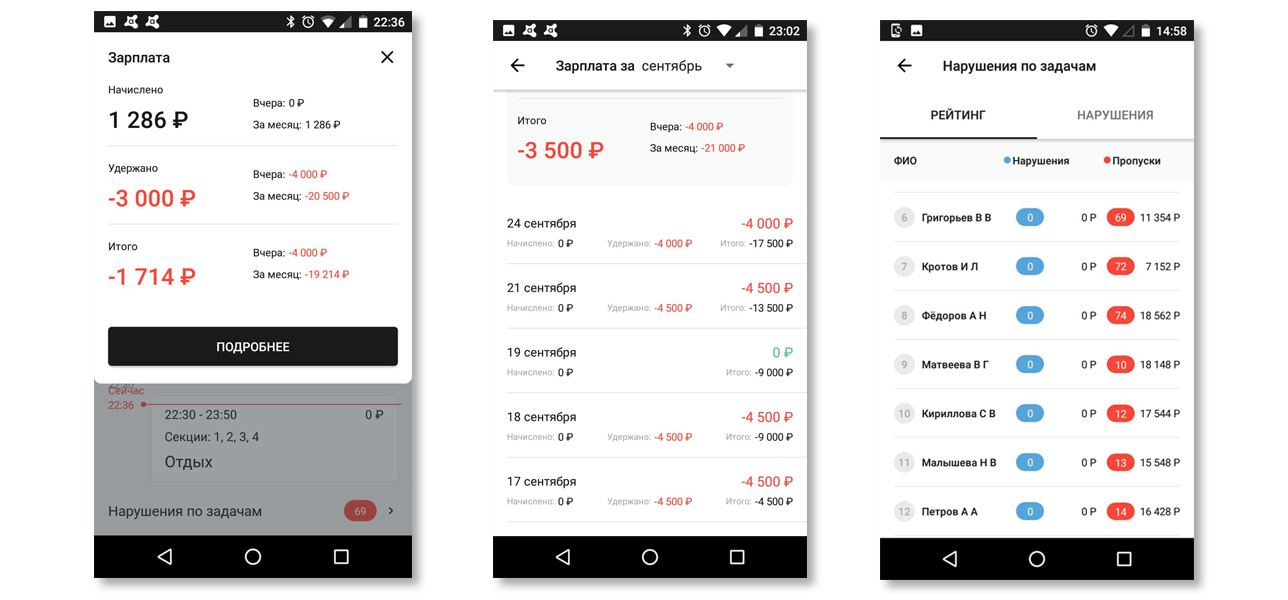 22:36
Зарплата
Начислено
1 286 ₽
Вчера: 0 ₽
За месяц: 1 286 ₽
Удержано
-3 000 ₽
Вчера: -4 000 ₽
За месяц: -20 500 ₽
Итого
-1 714 ₽
Вчера: -4 000 ₽
За месяц: -19 214 ₽
ПОДРОБНЕЕ
22:30
Сейчас
22:36
22:30 - 23:50 0 ₽
Секции: 1, 2, 3, 4
Отдых
Нарушения по задачам 69
23:02
Зарплата за сентябрь
Итого
-3 500 ₽
Вчера: -4 000 ₽
За месяц: -21 000 ₽
24 сентября -4 000 ₽
Начислено: 0 ₽ Удержано: -4 000 ₽ Итого: -17 500 ₽
21 сентября -4 500 ₽
Начислено: 0 ₽ Удержано: -4 500 ₽ Итого: -13 500 ₽
19 сентября 0 ₽
Начислено: 0 ₽ Итого: -9 000 ₽
18 сентября -4 500 ₽
Начислено: 0 ₽ Удержано: -4 500 ₽ Итого: -9 000 ₽
17 сентября -4 500 ₽
Начислено: 0 ₽ Удержано: -4 500 ₽ Итого: -4 500 ₽
14:58
Нарушения по задачам
РЕЙТИНГ НАРУШЕНИЯ
ФИО Нарушения Пропуски
6 Григорьев В В 0 0 Р 69 11 354 Р
7 Кротов И Л 0 0 Р 72 7 152 Р
8 Фёдоров А Н 0 0 Р 74 18 562 Р
9 Матвеева В Г 0 0 Р 10 18 148 Р
10 Кириллова С В 0 0 Р 12 17 544 Р
11 Малышева Н В 0 0 Р 13 15 548 Р
12 Петров А А 0 0 Р 14 16 428 Р